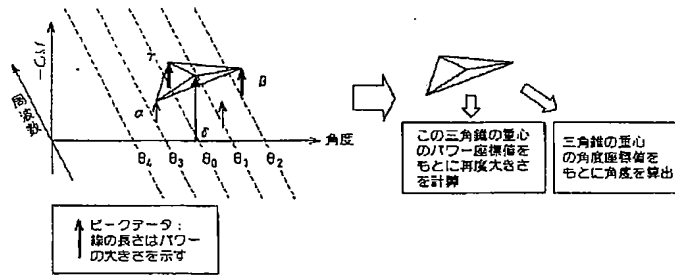 パワー
周波数
γ
β
α
δ
角度
θ4 θ3 θ0 θ1 θ2
ピークデータ：
線の長さはパワー
の大きさを示す
この三角錐の重心
のパワー座標値を
もとに再度大きさ
を計算
三角錐の重心
の角度座標値を
もとに角度を算出